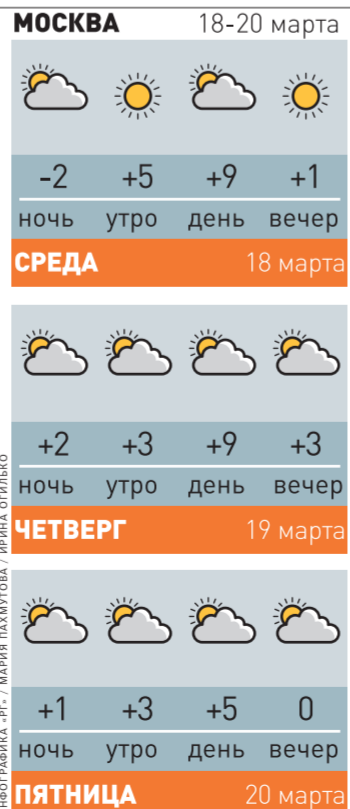 МОСКВА 18-20 марта
-2 +5 +9 +1
ночь утро день вечер
СРЕДА 18 марта
+2 +3 +9 +3
ночь утро день вечер
ЧЕТВЕРГ 19 марта
+1 +3 +5 0
ночь утро день вечер
ПЯТНИЦА 20 марта
НФОГРАФИКА «РГ» / МАРИЯ ПАХМУТОВА / ИРИНА ОГИЛЬКО